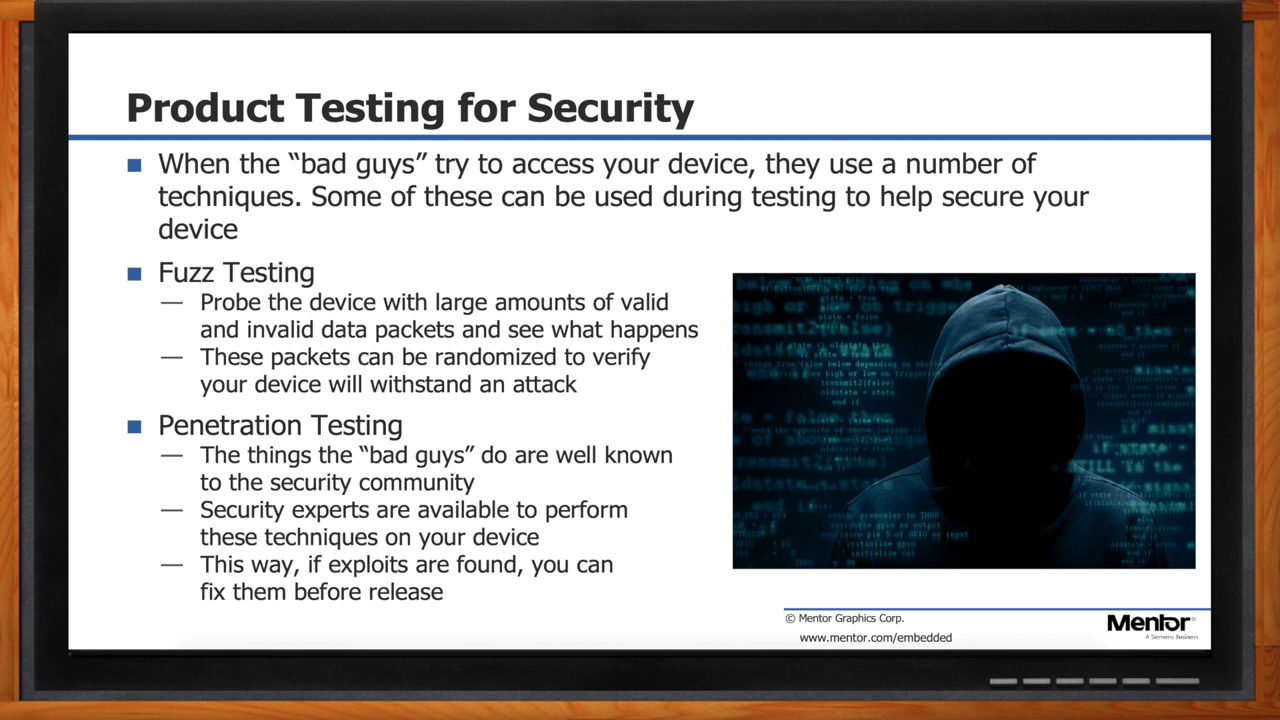 Product Testing for Security
When the “bad guys” try to access your device, they use a number of
techniques. Some of these can be used during testing to help secure your
device
Fuzz Testing
— Probe the device with large amounts of valid
and invalid data packets and see what happens
— These packets can be randomized to verify
your device will withstand an attack
Penetration Testing
— The things the “bad guys” do are well known
to the security community
— Security experts are available to perform
these techniques on your device
— This way, if exploits are found, you can
fix them before release
© Mentor Graphics Corp.
www.mentor.com/embedded
Mentor
A Siemens Business